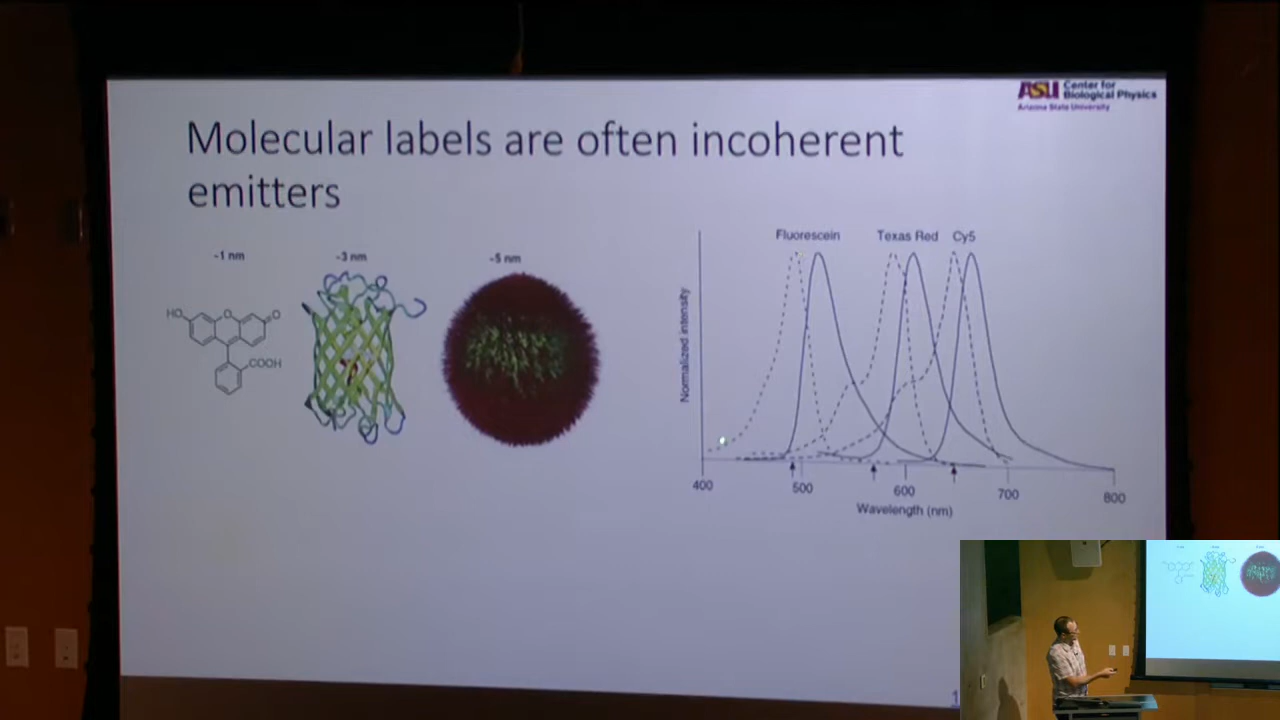 ASU Center for
Biological Physics
Arizona State University
Molecular labels are often incoherent
emitters
~1 nm
~3 nm
~5 nm
HO
O
O
COOH
Fluorescein
Texas Red
Cy5
Normalized intensity
400
500
600
700
800
Wavelength (nm)